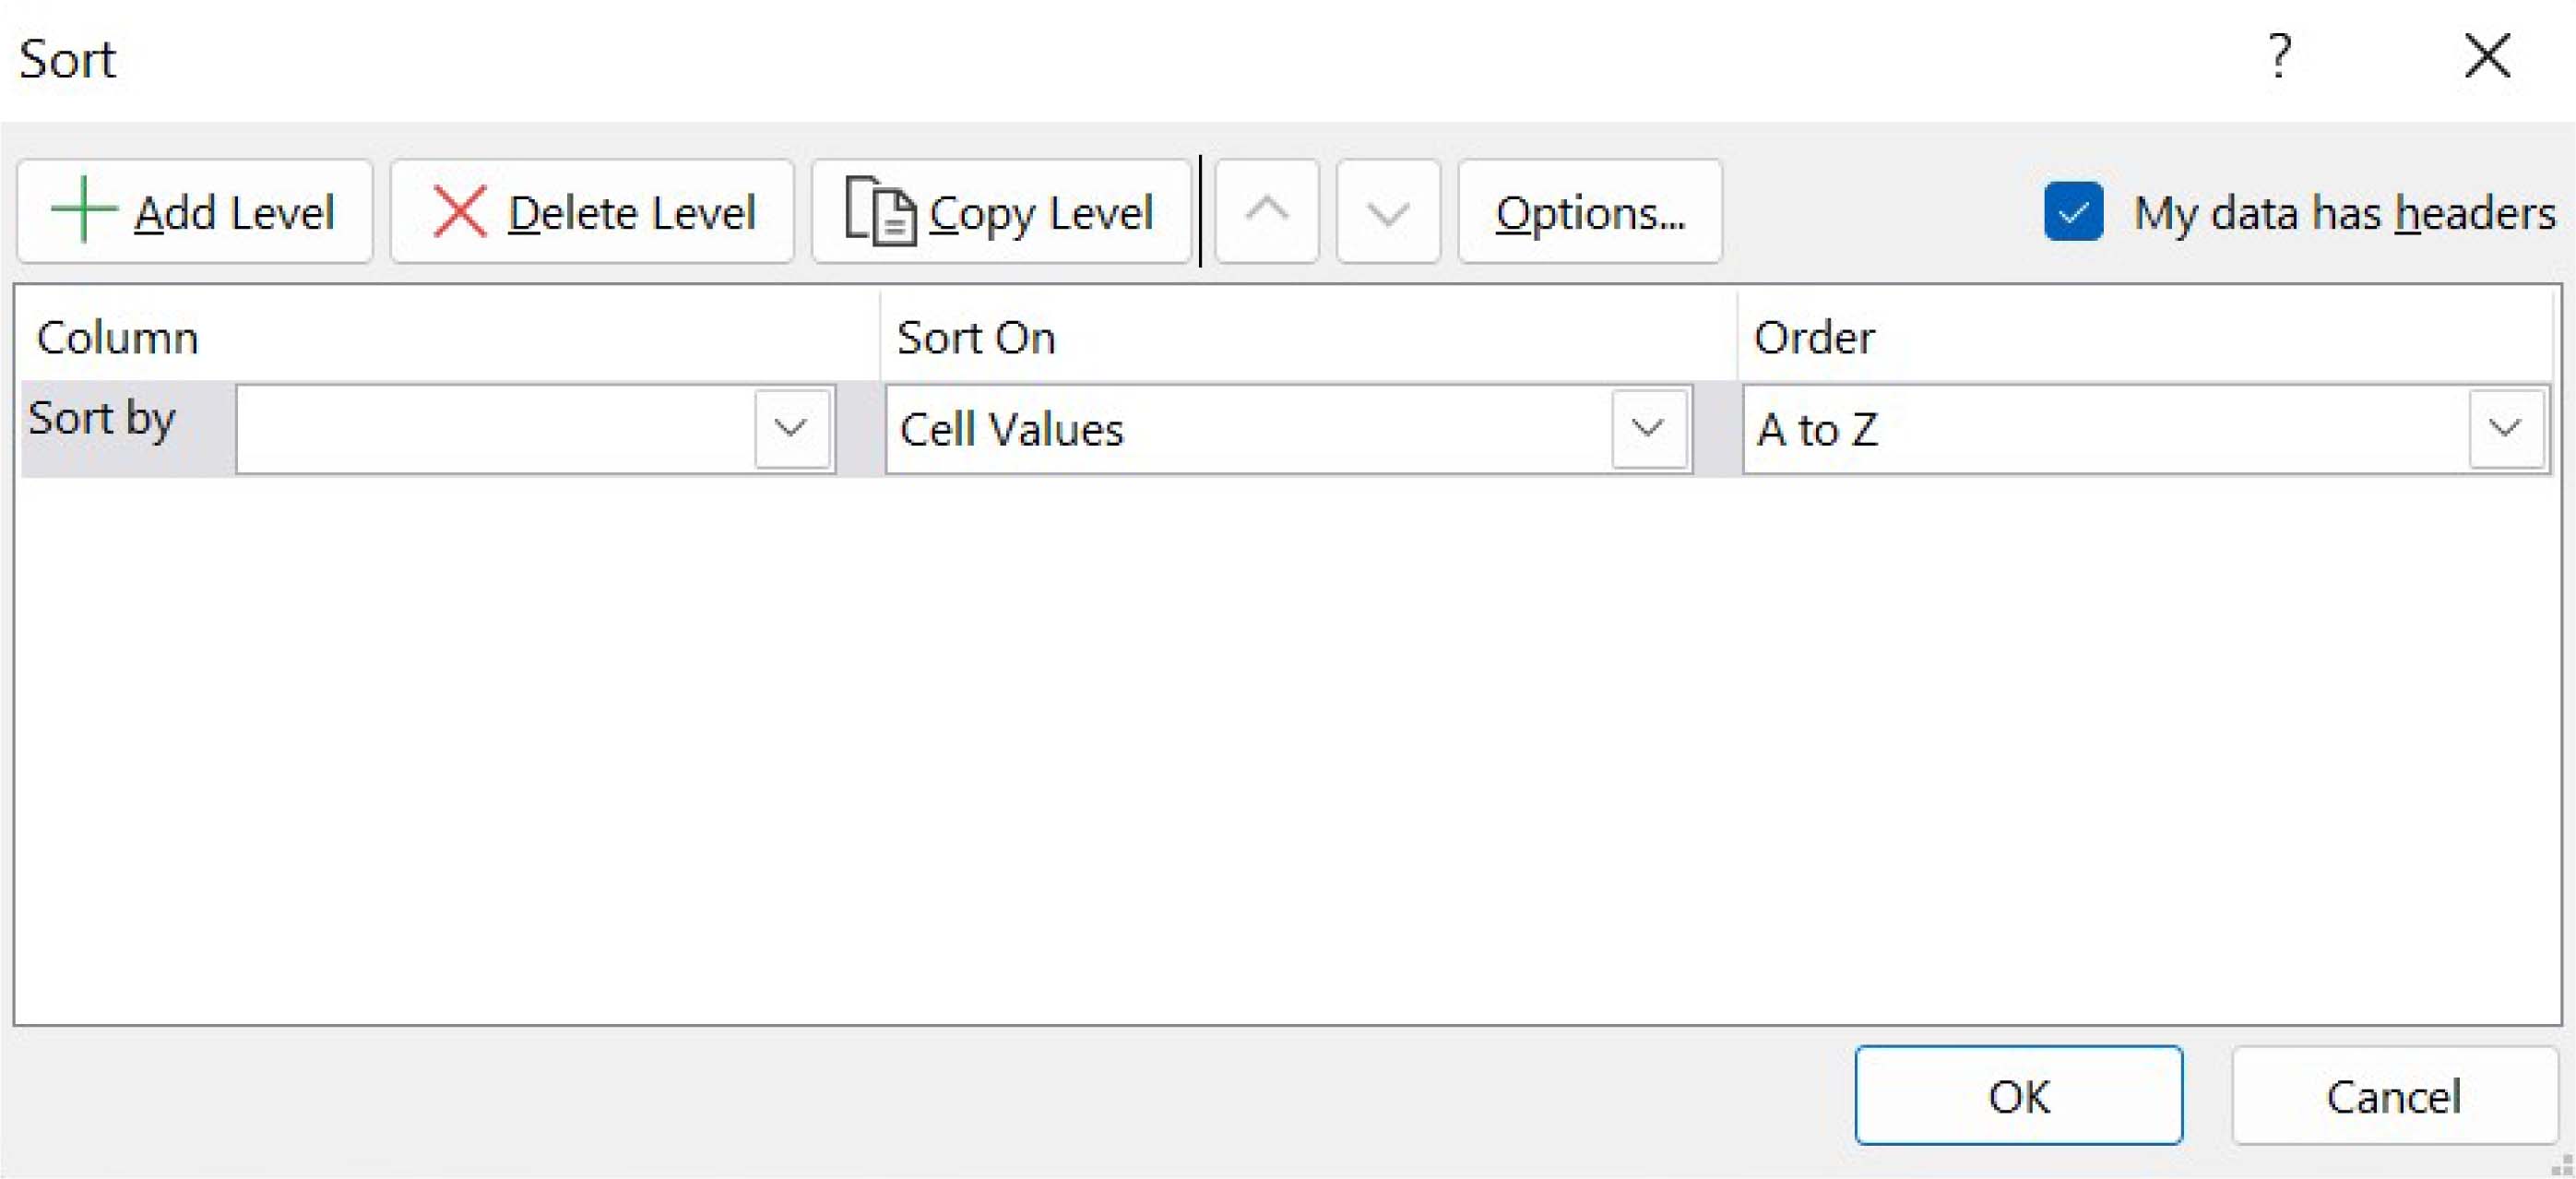 Sort ?
Add Level Delete Level Copy Level Options... My data has headers
Column Sort On Order
Sort by Cell Values A to Z
OK Cancel